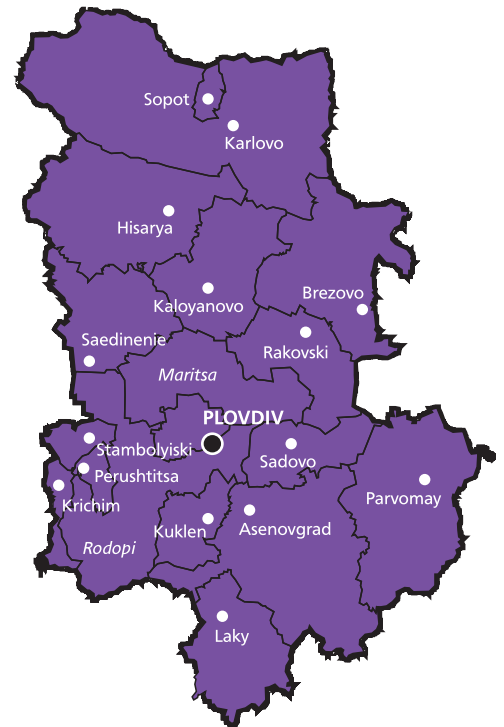 Sopot
Karlovo
Hisarya
Kaloyanovo
Brezovo
Saedinenie
Rakovski
Maritsa
PLOVDIV
Stambolyiski
Sadovo
Perushtitsa
Krichim
Parvomay
Kuklen
Asenovgrad
Rodopi
Laky